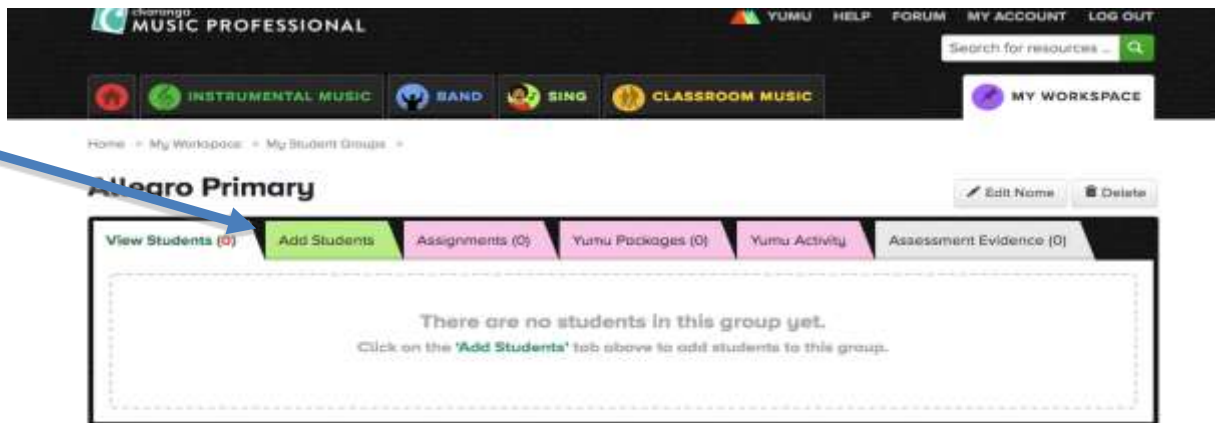 charanga
MUSIC PROFESSIONAL
YUMU HELP FORUM MY ACCOUNT LOG OUT
Search for resources ...
INSTRUMENTAL MUSIC BAND SING CLASSROOM MUSIC MY WORKSPACE
Home » My Workspace » My Student Groups »
Allegro Primary
Edit Name Delete
View Students (0) Add Students Assignments (0) Yumu Packages (0) Yumu Activity Assessment Evidence (0)
There are no students in this group yet.
Click on the 'Add Students' tab above to add students to this group.